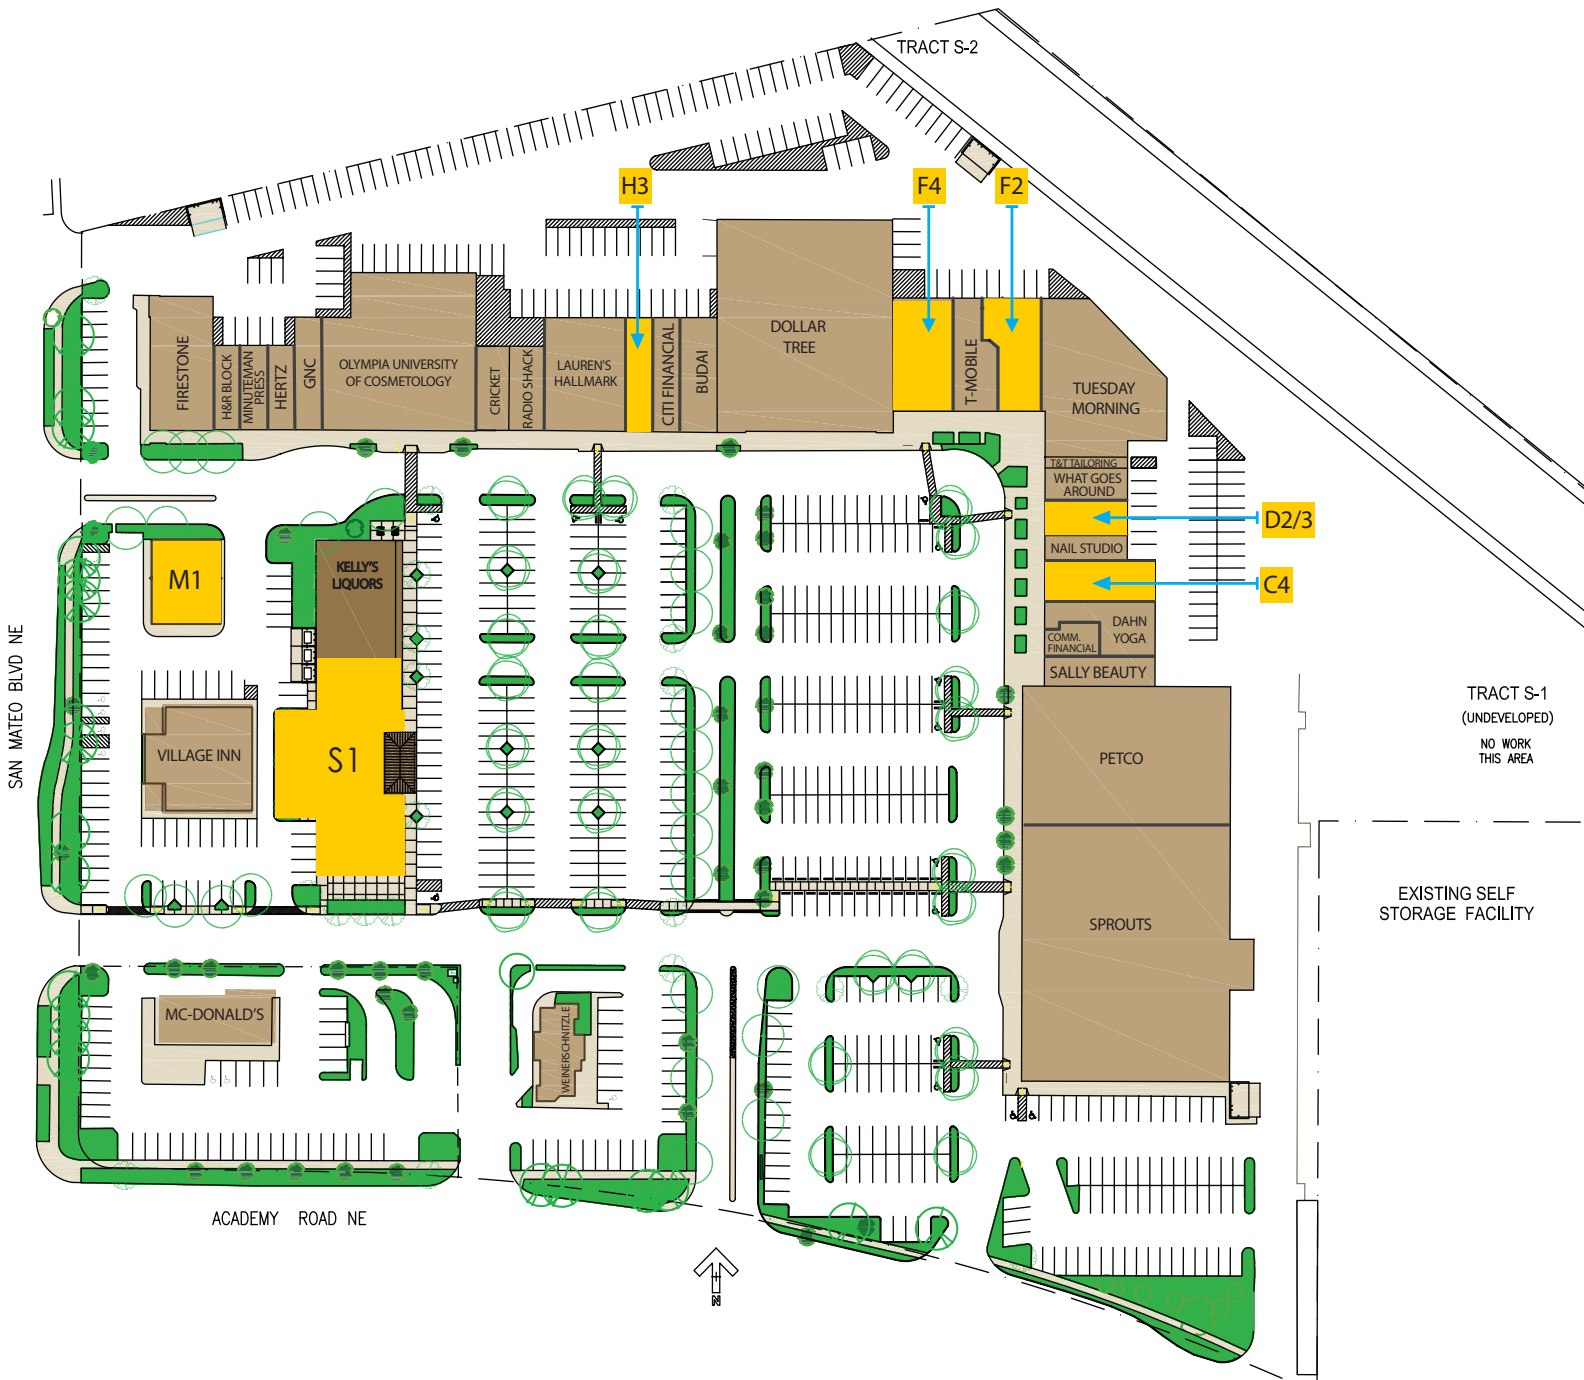 TRACT S-2
H3
F4
F2
FIRESTONE
H&R BLOCK
MINUTEMAN
PRESS
HERTZ
GNC
OLYMPIA UNIVERSITY
OF COSMETOLOGY
CRICKET
RADIO SHACK
LAUREN'S
HALLMARK
CITI FINANCIAL
BUDAI
DOLLAR
TREE
T-MOBILE
TUESDAY
MORNING
T&T TAILORING
WHAT GOES
AROUND
D2/3
NAIL STUDIO
C4
DAHN
YOGA
COMM.
FINANCIAL
SALLY BEAUTY
M1
KELLY'S
LIQUORS
SAN MATEO BLVD NE
VILLAGE INN
S1
PETCO
TRACT S-1
(UNDEVELOPED)
NO WORK
THIS AREA
SPROUTS
EXISTING SELF
STORAGE FACILITY
MC-DONALD'S
WEINERSCHNITZLE
ACADEMY ROAD NE
N